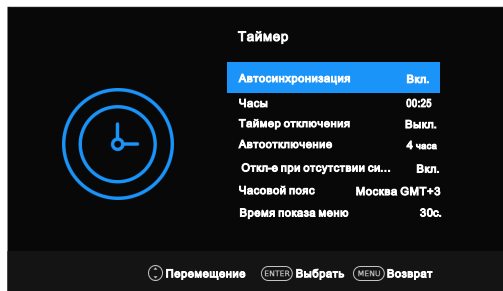 Таймер
Автосинхронизация Вкл.
Часы 00:25
Таймер отключения Выкл.
Автоотключение 4 часа
Откл-е при отсутствии си... Вкл.
Часовой пояс Москва GMT+3
Время показа меню 30с.
Перемещение ENTER Выбрать MENU Возврат